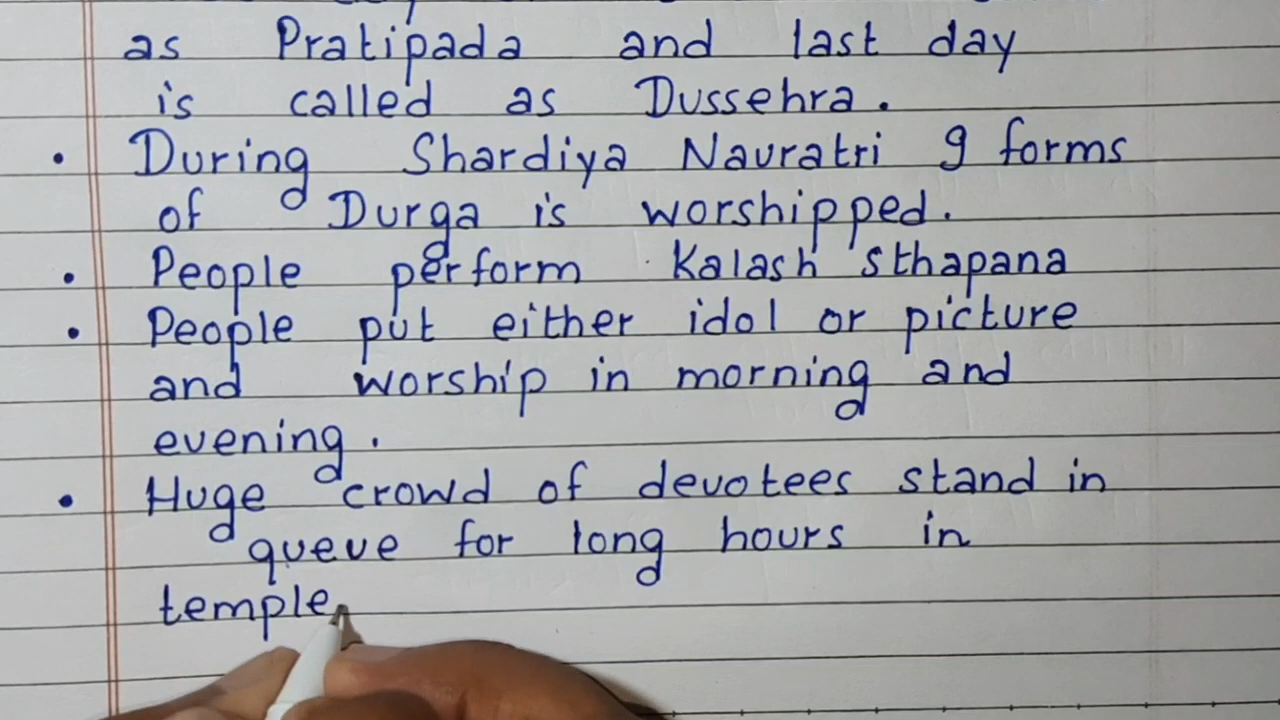 as Pratipada and last day
is called as Dussehra.
• During Shardiya Navratri 9 forms
of Durga is worshipped.
• People perform Kalash sthapana
• People put either idol or picture
and worship in morning and
evening.
• Huge crowd of devotees stand in
queue for long hours in
temple